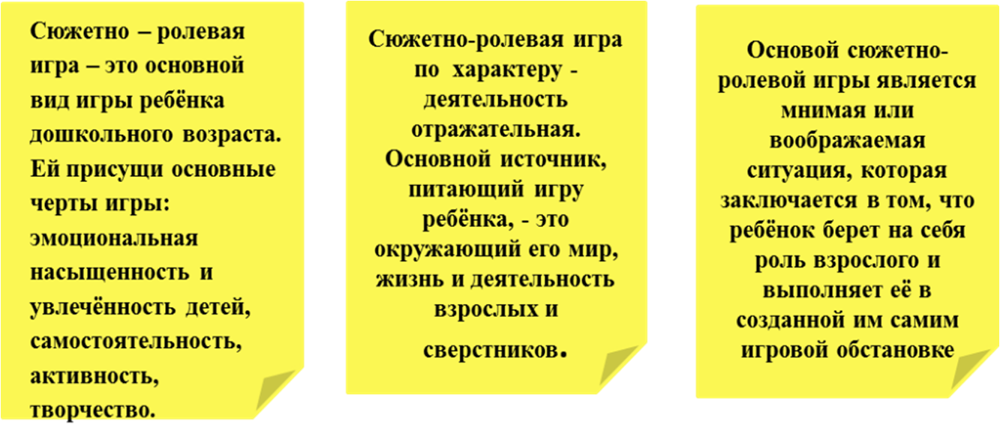 Сюжетно – ролевая
игра – это основной
вид игры ребёнка
дошкольного возраста.
Ей присущи основные
черты игры:
эмоциональная
насыщенность и
увлечённость детей,
самостоятельность,
активность,
творчество.
Сюжетно-ролевая игра
по характеру -
деятельность
отражательная.
Основной источник,
питающий игру
ребёнка, - это
окружающий его мир,
жизнь и деятельность
взрослых и
сверстников.
Основой сюжетно-
ролевой игры является
мнимая или
воображаемая
ситуация, которая
заключается в том, что
ребёнок берет на себя
роль взрослого и
выполняет её в
созданной им самим
игровой обстановке